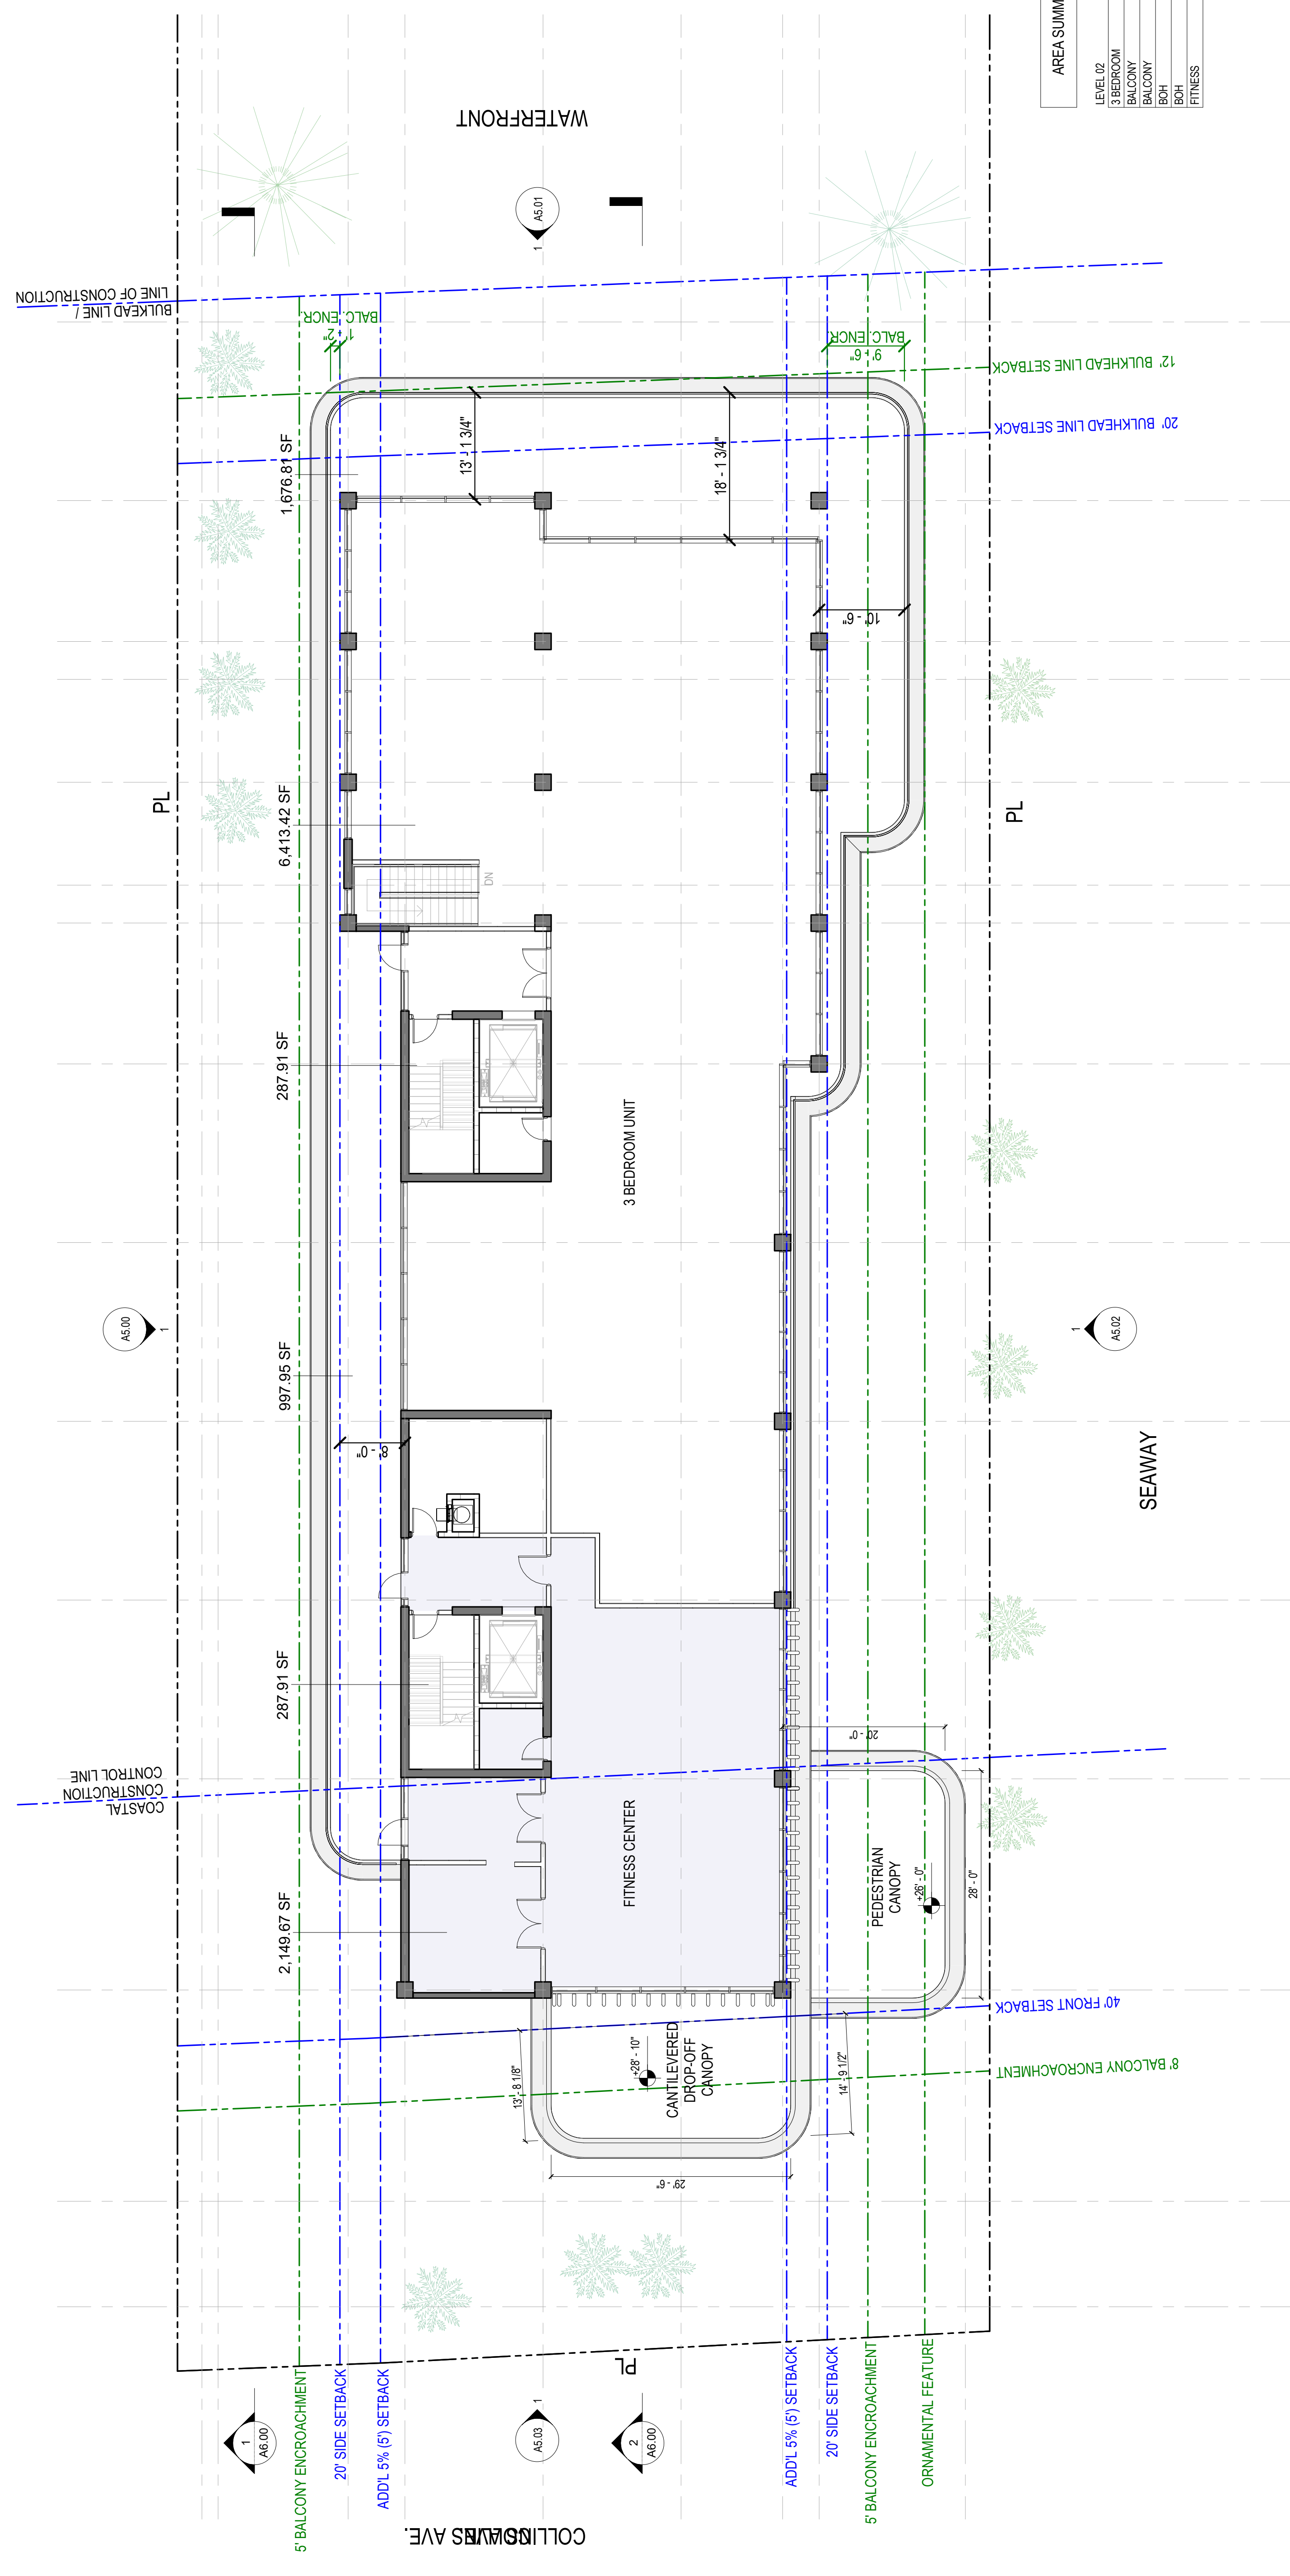 AREA SUMM
LEVEL 02
3 BEDROOM
BALCONY
BALCONY
BOH
BOH
FITNESS
WATERFRONT
1
A5.01
BULKHEAD LINE /
LINE OF CONSTRUCTION
1' - 2"
BALC. ENCR.
9' - 6"
BALC. ENCR.
12' BULKHEAD LINE SETBACK
20' BULKHEAD LINE SETBACK
1,676.81 SF
13' - 1 3/4"
18' - 1 3/4"
10' - 6"
PL
PL
6,413.42 SF
DN
287.91 SF
3 BEDROOM UNIT
A5.00
1
1
A5.02
997.95 SF
8' - 0"
SEAWAY
287.91 SF
COASTAL
CONSTRUCTION
CONTROL LINE
20' - 0"
FITNESS CENTER
PEDESTRIAN
CANOPY
+26' - 0"
28' - 0"
2,149.67 SF
40' FRONT SETBACK
8' BALCONY ENCROACHMENT
13' - 8 1/8"
+28' - 10"
CANTILEVERED
DROP-OFF
CANOPY
14' - 9 1/2"
29' - 6"
PL
5' BALCONY ENCROACHMENT
20' SIDE SETBACK
ADD'L 5% (5') SETBACK
ADD'L 5% (5') SETBACK
20' SIDE SETBACK
5' BALCONY ENCROACHMENT
ORNAMENTAL FEATURE
1
A6.00
A5.03
1
2
A6.00
COLLINS AVE.
COLLINS AVE.